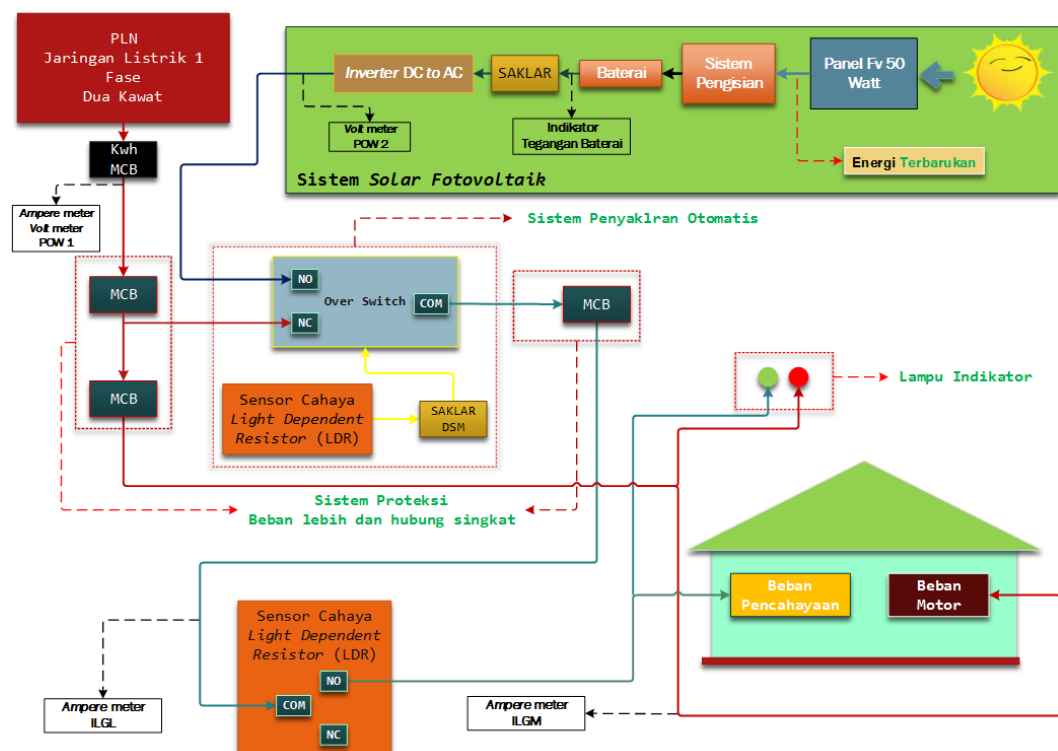 PLN
Jaringan Listrik 1
Fase
Dua Kawat
Kwh
MCB
Ampere meter
Volt meter
POW 1
Inverter DC to AC
SAKLAR
Baterai
Sistem
Pengisian
Panel Fv 50
Watt
Volt meter
POW 2
Indikator
Tegangan Baterai
Energi Terbarukan
Sistem Solar Fotovoltaik
Sistem Penyaklran Otomatis
MCB
MCB
NO
NC
Over Switch
COM
MCB
Sensor Cahaya
Light Dependent
Resistor (LDR)
SAKLAR
DSM
Lampu Indikator
Sistem Proteksi
Beban lebih dan hubung singkat
Beban
Pencahayaan
Beban
Motor
Sensor Cahaya
Light Dependent
Resistor (LDR)
NO
COM
NC
Ampere meter
ILGL
Ampere meter
ILGM